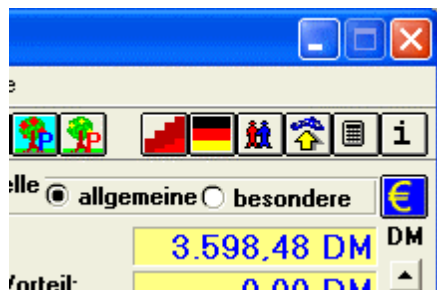 e
P P i
elle allgemeine besondere €
3.598,48 DM DM
Vorteil: 0,00 DM